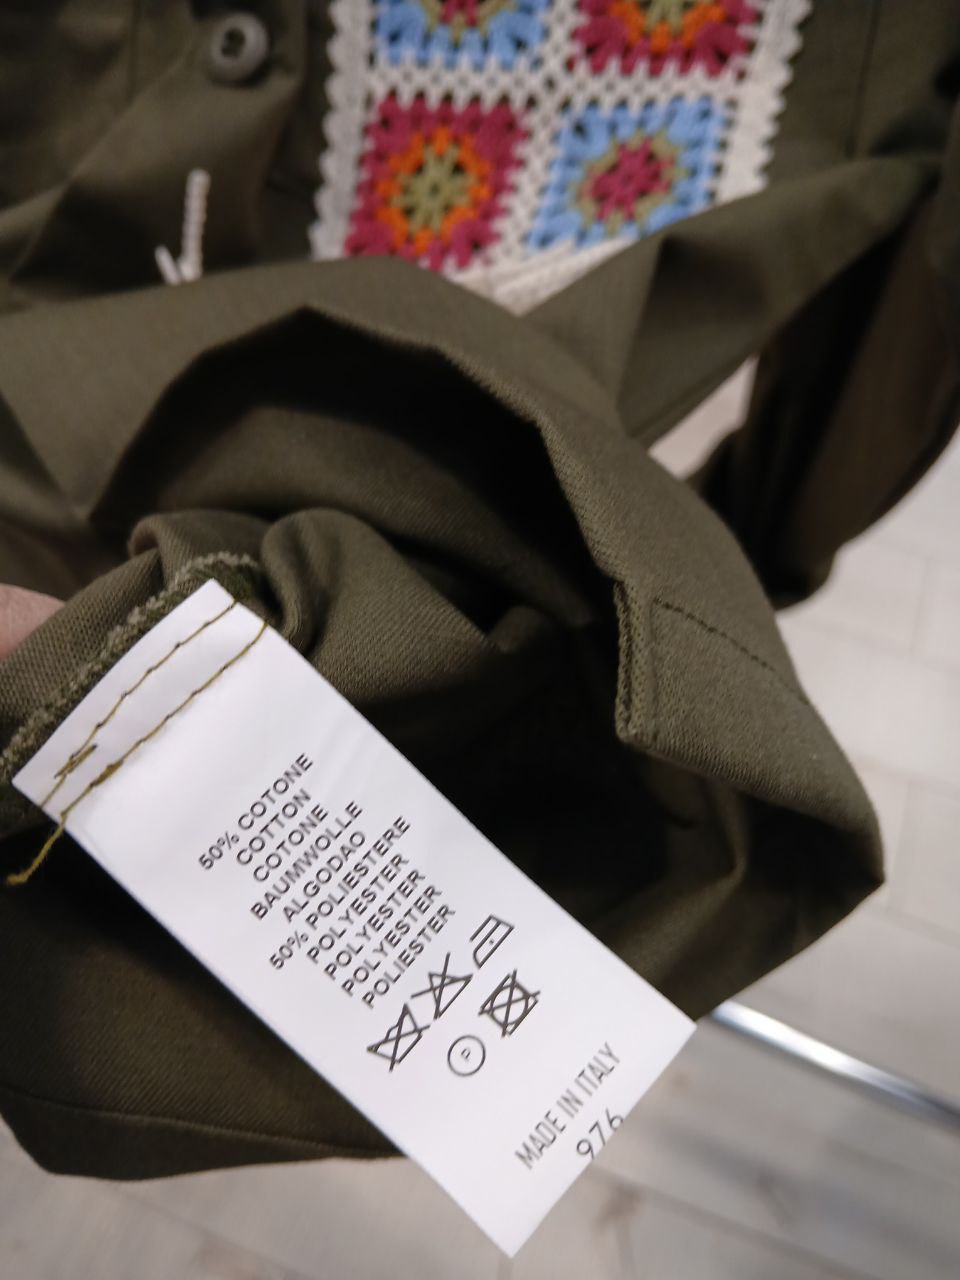 50% COTONE
COTTON
COTONE
BAUMWOLLE
ALGODAO
50% POLIESTERE
POLYESTER
POLYESTER
POLYESTER
POLIESTER
P
MADE IN ITALY
976